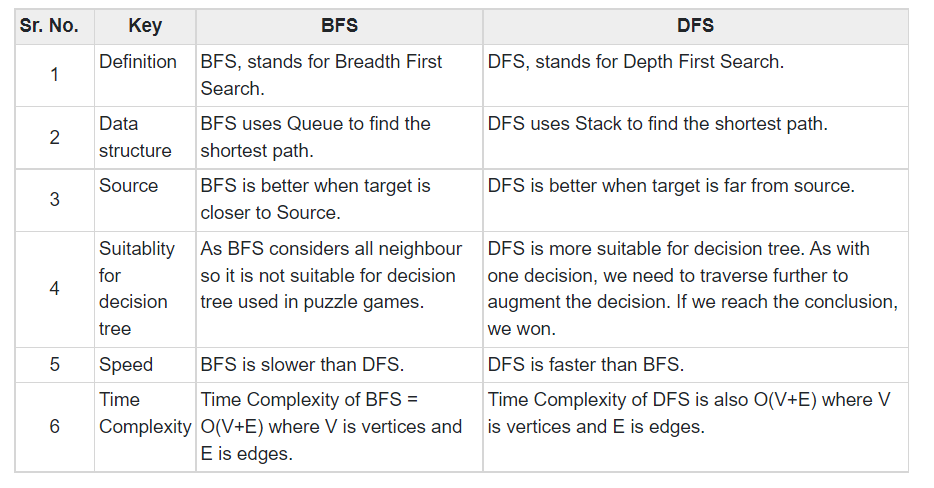 Sr. No. Key BFS DFS
1 Definition BFS, stands for Breadth First DFS, stands for Depth First Search.
Search.
2 Data BFS uses Queue to find the DFS uses Stack to find the shortest path.
structure shortest path.
3 Source BFS is better when target is DFS is better when target is far from source.
closer to Source.
4 Suitablity As BFS considers all neighbour DFS is more suitable for decision tree. As with
for so it is not suitable for decision one decision, we need to traverse further to
decision tree used in puzzle games. augment the decision. If we reach the conclusion,
tree we won.
5 Speed BFS is slower than DFS. DFS is faster than BFS.
6 Time Time Complexity of BFS = Time Complexity of DFS is also O(V+E) where V
Complexity O(V+E) where V is vertices and is vertices and E is edges.
E is edges.